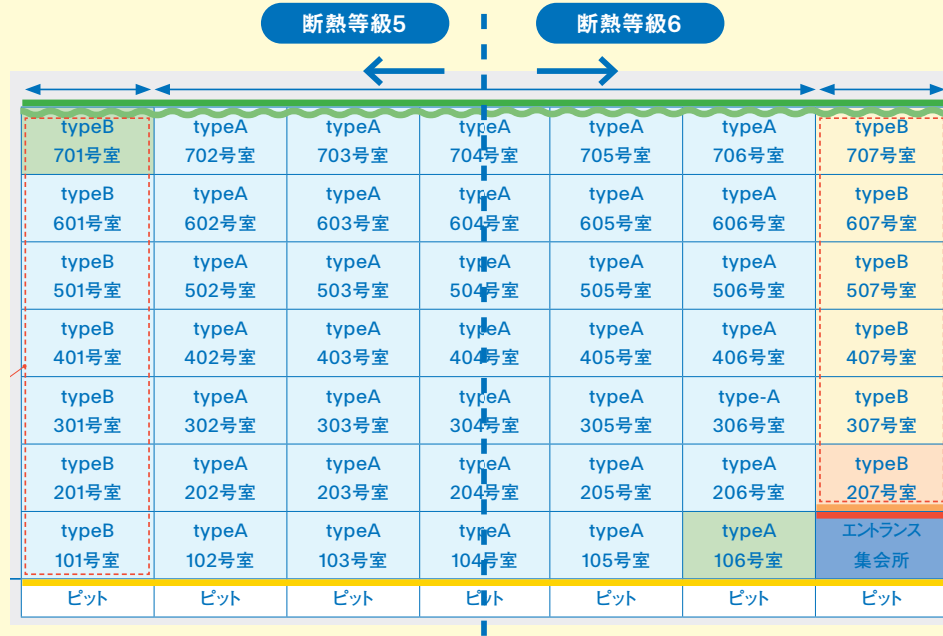 断熱等級5 断熱等級6
typeB typeA typeA typeA typeA typeA typeB
701号室 702号室 703号室 704号室 705号室 706号室 707号室
typeB typeA typeA typeA typeA typeA typeB
601号室 602号室 603号室 604号室 605号室 606号室 607号室
typeB typeA typeA typeA typeA typeA typeB
501号室 502号室 503号室 504号室 505号室 506号室 507号室
typeB typeA typeA typeA typeA typeA typeB
401号室 402号室 403号室 404号室 405号室 406号室 407号室
typeB typeA typeA typeA typeA type-A typeB
301号室 302号室 303号室 304号室 305号室 306号室 307号室
typeB typeA typeA typeA typeA typeA typeB
201号室 202号室 203号室 204号室 205号室 206号室 207号室
typeB typeA typeA typeA typeA typeA エントランス
101号室 102号室 103号室 104号室 105号室 106号室 集会所
ピット ピット ピット ピット ピット ピット ピット